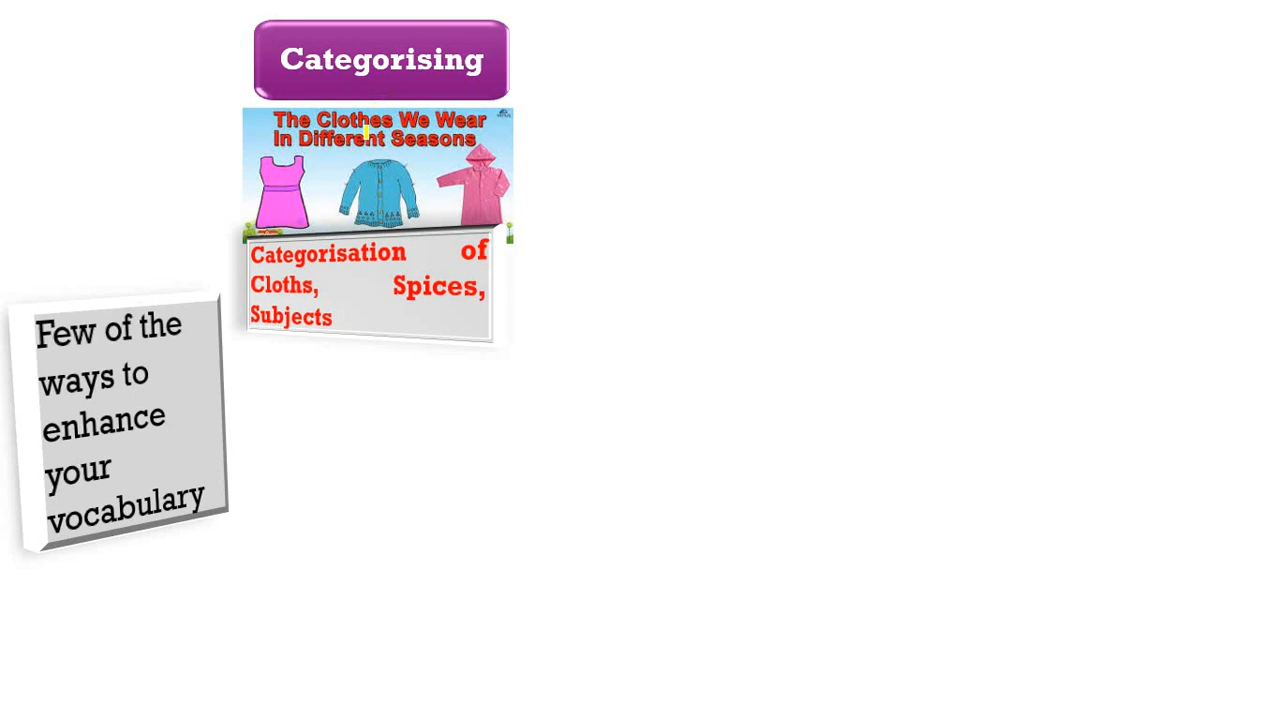 Categorising
The Clothes We Wear
In Different Seasons
Categorisation of
Cloths, Spices,
Subjects
Few of the
ways to
enhance
your
vocabulary